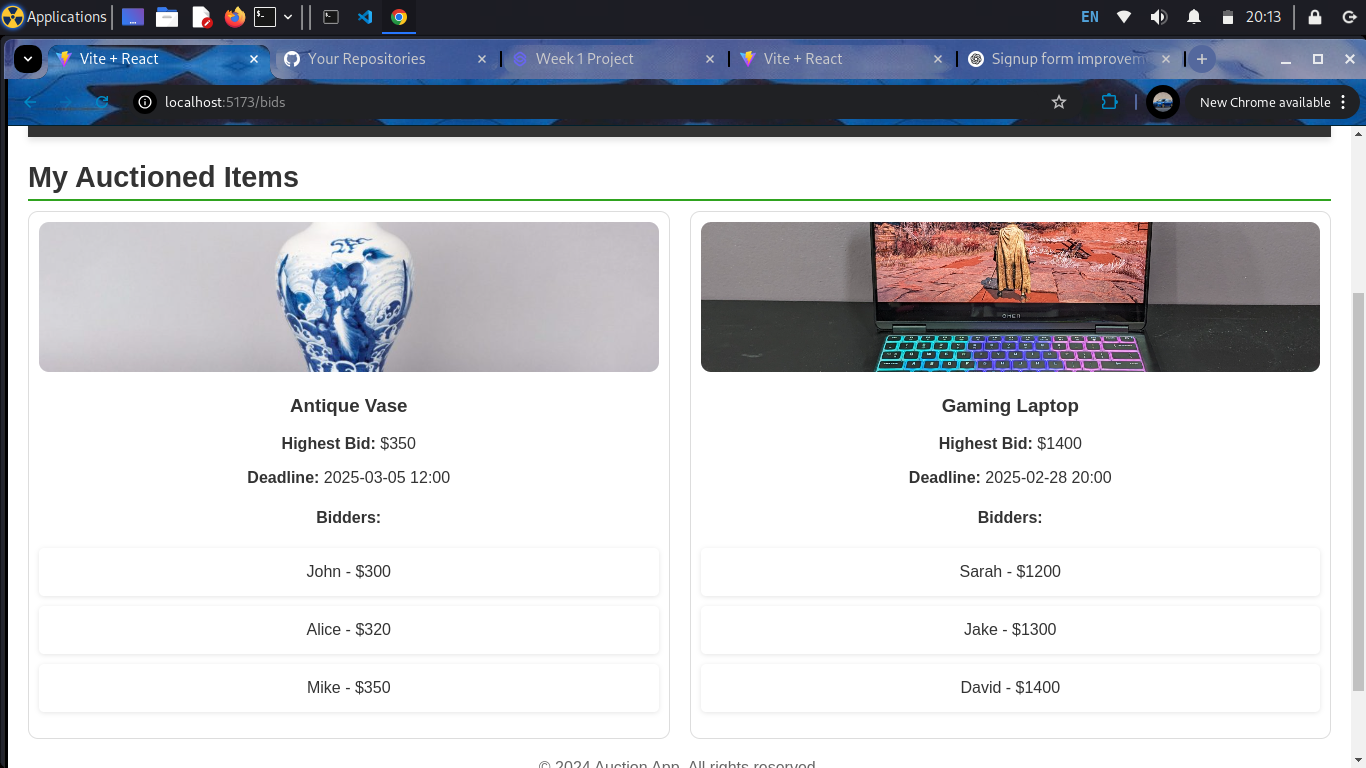 Applications EN 20:13
Vite + React Your Repositories Week 1 Project Vite + React Signup form improvem
localhost:5173/bids New Chrome available
My Auctioned Items
OMEN
Antique Vase
Highest Bid: $350
Deadline: 2025-03-05 12:00
Bidders:
John - $300
Alice - $320
Mike - $350
Gaming Laptop
Highest Bid: $1400
Deadline: 2025-02-28 20:00
Bidders:
Sarah - $1200
Jake - $1300
David - $1400
© 2024 Auction App. All rights reserved.